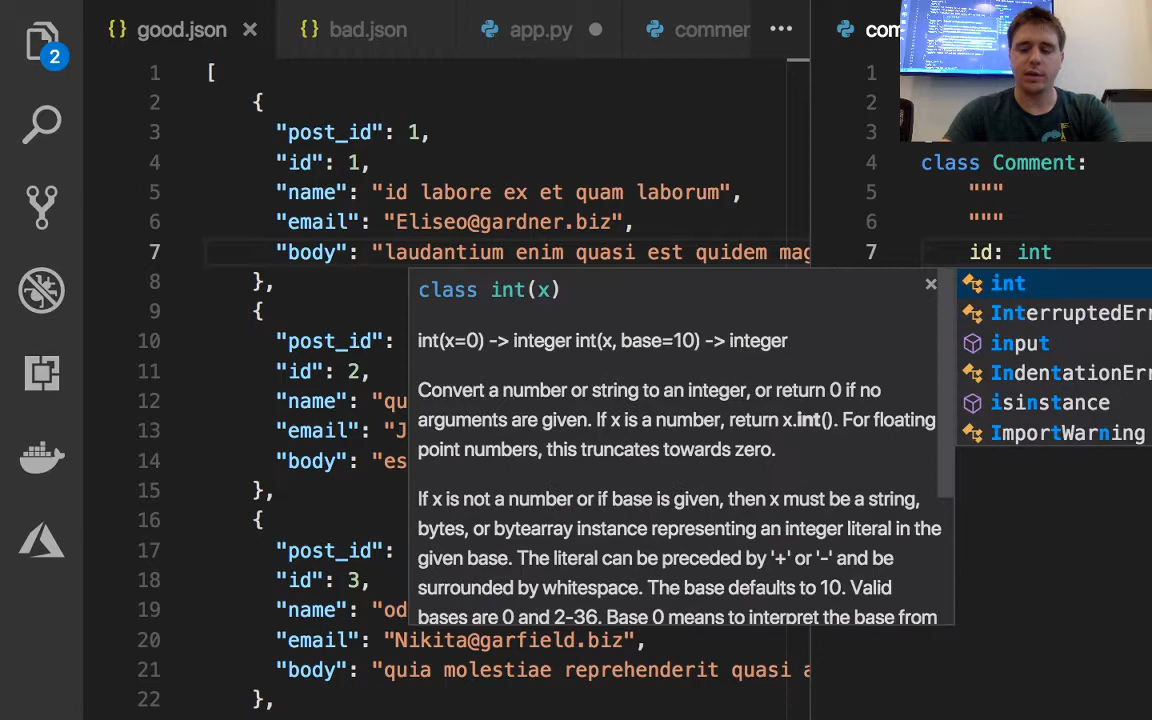 2
good.json
bad.json
app.py
commer
com
1 [
2 {
3 "post_id": 1,
4 "id": 1,
5 "name": "id labore ex et quam laborum",
6 "email": "Eliseo@gardner.biz",
7 "body": "laudantium enim quasi est quidem mag
8 },
9 {
10 "post_id":
11 "id": 2,
12 "name": "qu
13 "email": "J
14 "body": "es
15 },
16 {
17 "post_id":
18 "id": 3,
19 "name": "od
20 "email": "Nikita@garfield.biz",
21 "body": "quia molestiae reprehenderit quasi a
22 },
class int(x)
int(x=0) -> integer int(x, base=10) -> integer
Convert a number or string to an integer, or return 0 if no
arguments are given. If x is a number, return x.int(). For floating
point numbers, this truncates towards zero.
If x is not a number or if base is given, then x must be a string,
bytes, or bytearray instance representing an integer literal in the
given base. The literal can be preceded by '+' or '-' and be
surrounded by whitespace. The base defaults to 10. Valid
bases are 0 and 2-36. Base 0 means to interpret the base from
1
2
3
4 class Comment:
5 """
6 """
7 id: int
int
InterruptedErr
input
IndentationErr
isinstance
ImportWarning